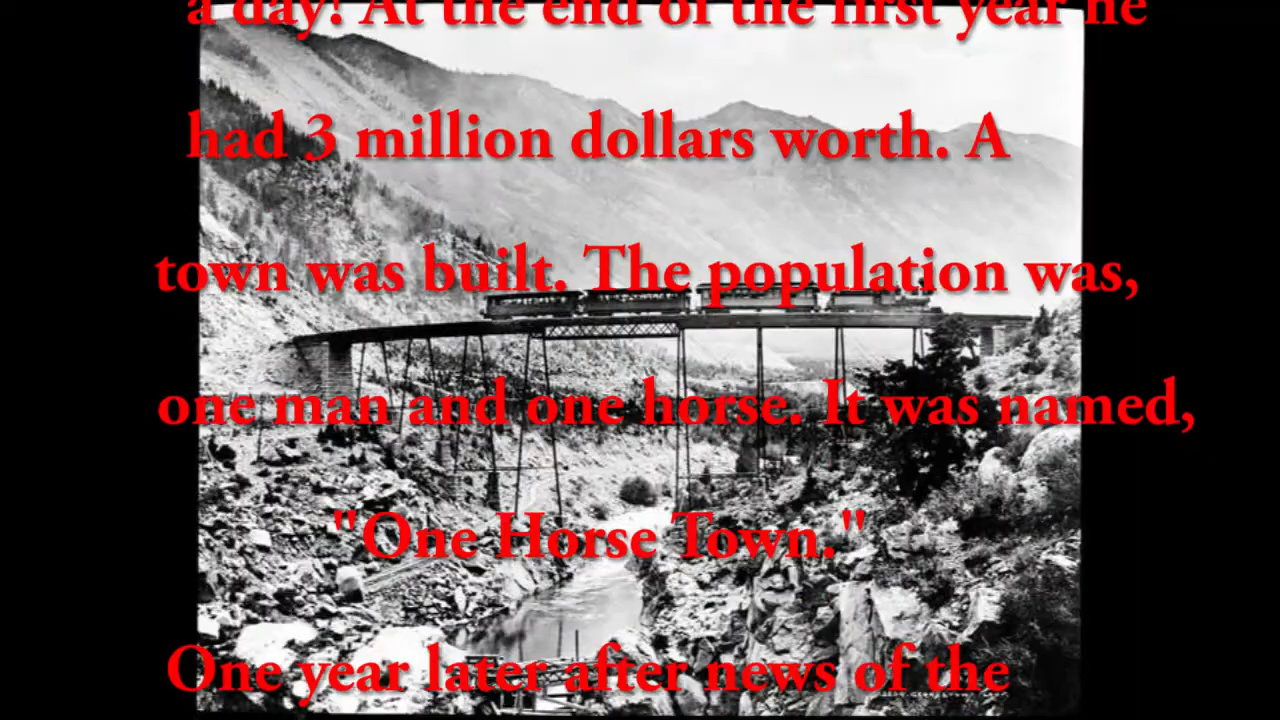 a day! At the end of the first year he
had 3 million dollars worth. A
town was built. The population was,
one man and one horse. It was named,
"One Horse Town."
One year later after news of the